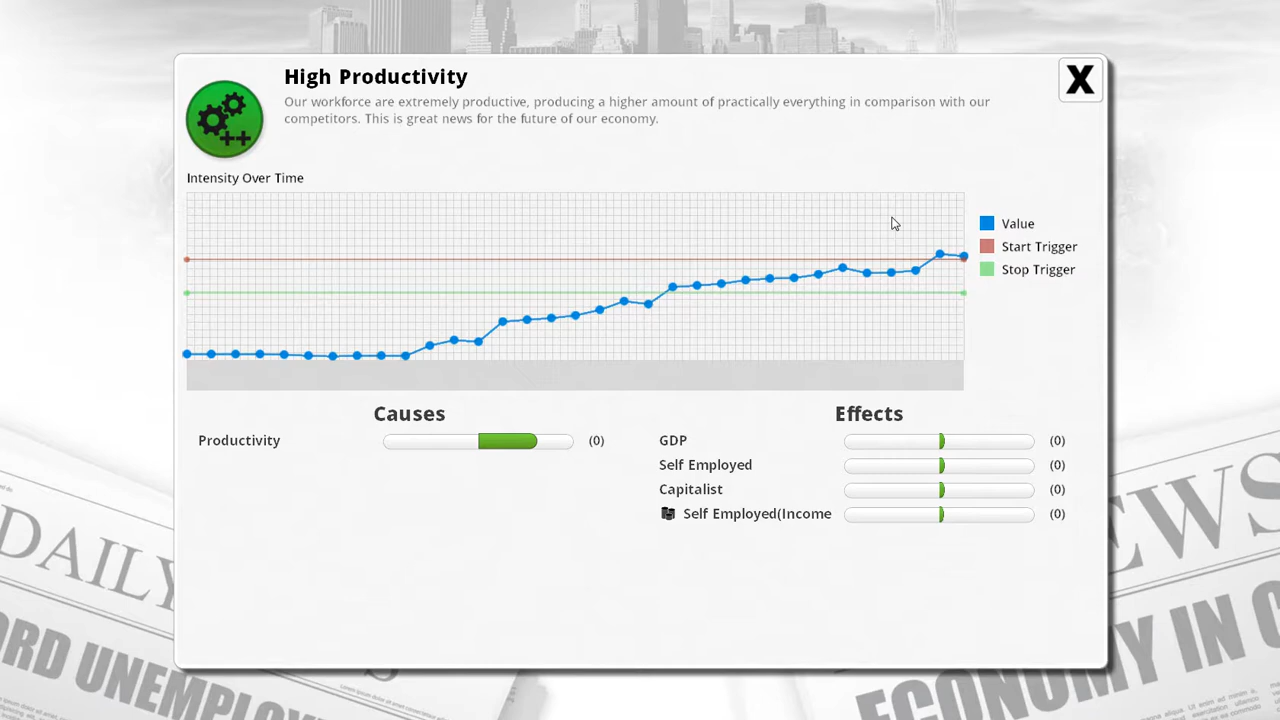 High Productivity
X
Our workforce are extremely productive, producing a higher amount of practically everything in comparison with our
competitors. This is great news for the future of our economy.
++
Intensity Over Time
Value
Start Trigger
Stop Trigger
Causes
Productivity (0)
Effects
GDP (0)
Self Employed (0)
Capitalist (0)
Self Employed(Income (0)
DAILY
NEWS
ORD UNEMPLO
ECONOMY IN C